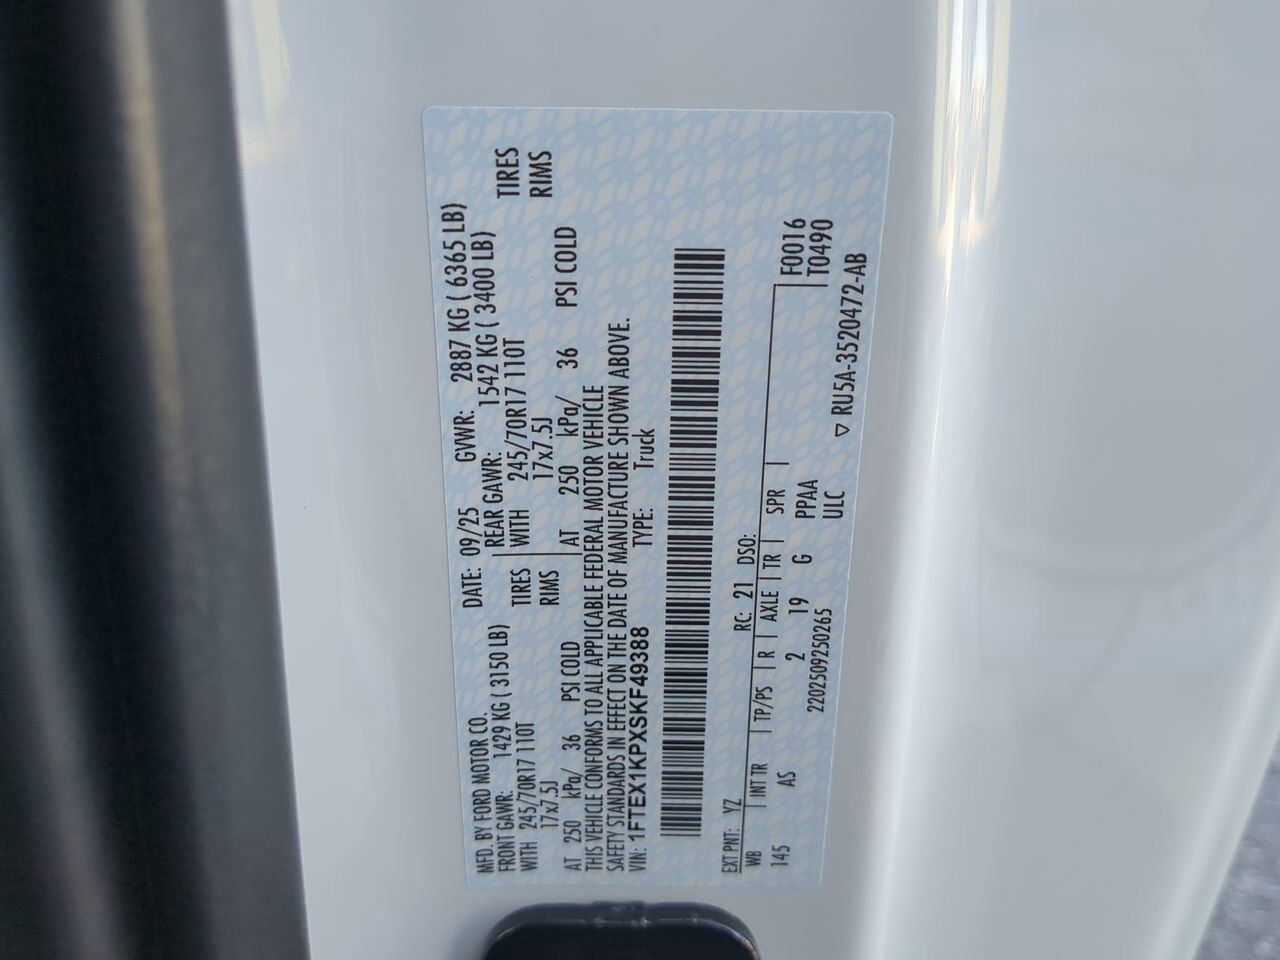 MFD. BY FORD MOTOR CO.
DATE: 09/25 GVWR: 2887 KG ( 6365 LB)
FRONT GAWR: 1429 KG ( 3150 LB) REAR GAWR: 1542 KG ( 3400 LB)
WITH 245/70R17 110T TIRES WITH 245/70R17 110T TIRES
17x7.5J RIMS 17x7.5J RIMS
AT 250 kPa/ 36 PSI COLD AT 250 kPa/ 36 PSI COLD
THIS VEHICLE CONFORMS TO ALL APPLICABLE FEDERAL MOTOR VEHICLE
SAFETY STANDARDS IN EFFECT ON THE DATE OF MANUFACTURE SHOWN ABOVE.
VIN: 1FTEX1KPXSKF49388 TYPE: Truck
EXT PNT: YZ RC: 21 DSO:
WB INT TR TP/PS R AXLE TR SPR F0016
145 AS 2 19 G PPAA T0490
2202509250265 ULC
▽ RU5A-3520472-AB